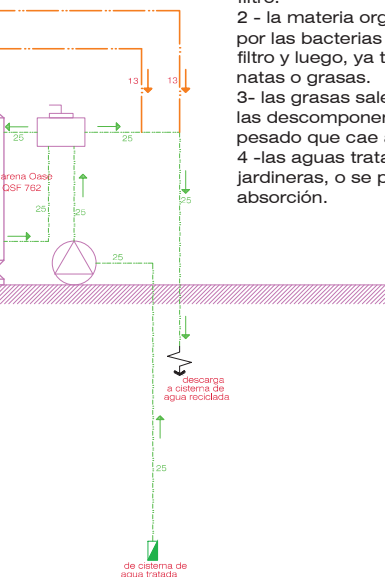 filtro.
2 - la materia org
por las bacterias
filtro y luego, ya t
natas o grasas.
3- las grasas sale
las descomponer
pesado que cae a
4 -las aguas trata
jardineras, o se p
absorción.
13
13
25
25
arena Oase
QSF 762
25
25
25
25
descarga
a cisterna de
agua reciclada
25
de cisterna de
agua tratada